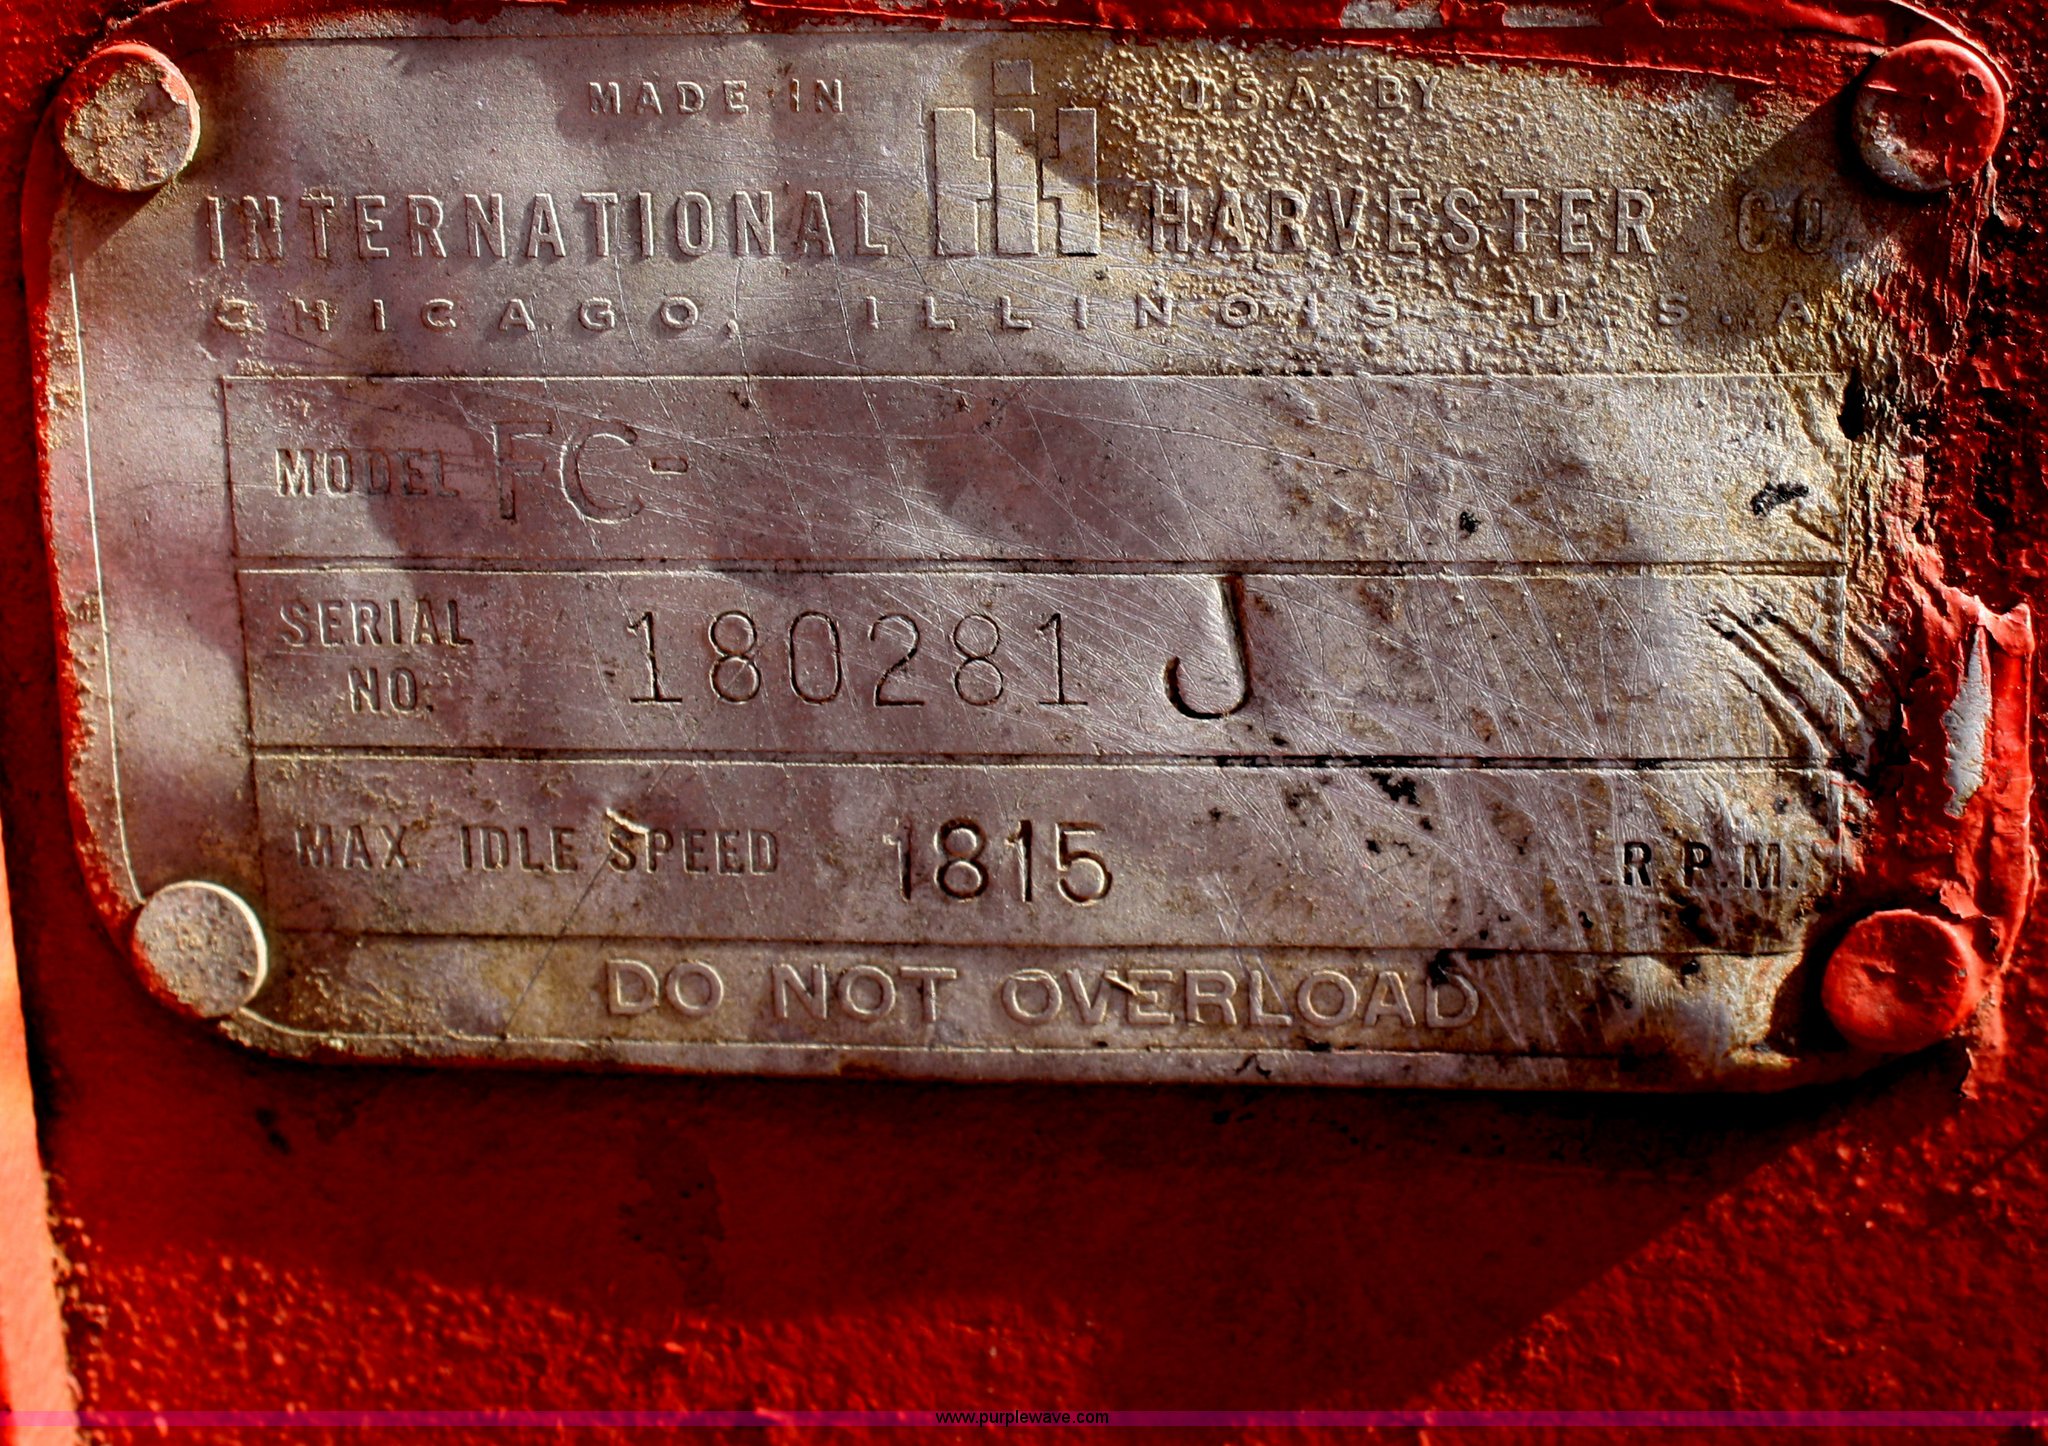 MADE IN U.S.A. BY
INTERNATIONAL IH HARVESTER CO.
CHICAGO, ILLINOIS U.S.A.
MODEL FC-
SERIAL NO. 180281 J
MAX. IDLE SPEED 1815 R.P.M.
DO NOT OVERLOAD
www.purplewave.com